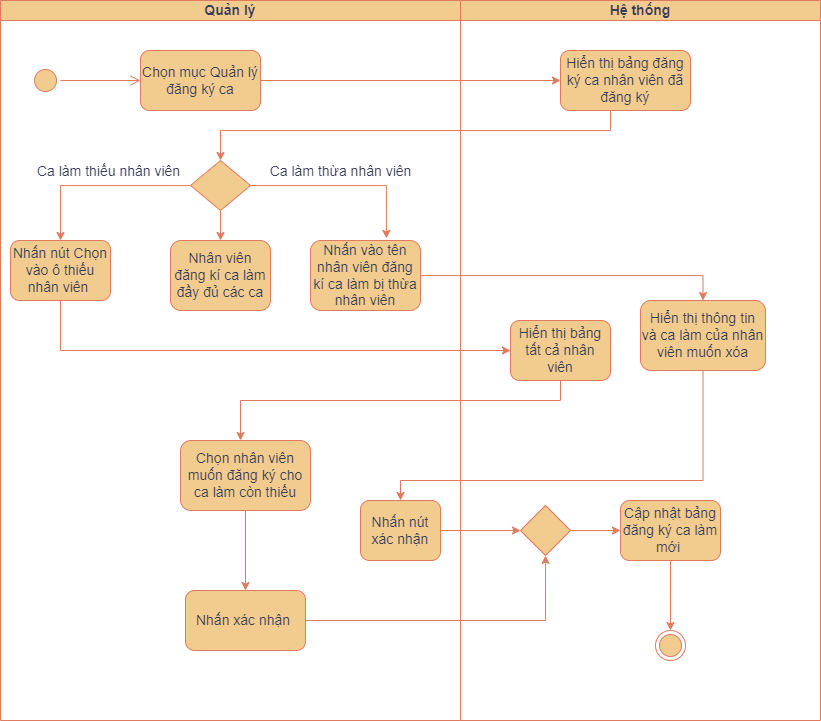 Quản lý
Hệ thống
Chọn mục Quản lý
đăng ký ca
Hiển thị bảng đăng
ký ca nhân viên đã
đăng ký
Ca làm thiếu nhân viên
Ca làm thừa nhân viên
Nhấn nút Chọn
vào ô thiếu
nhân viên
Nhân viên
đăng kí ca làm
đầy đủ các ca
Nhấn vào tên
nhân viên đăng
kí ca làm bị thừa
nhân viên
Hiển thị thông tin
và ca làm của nhân
viên muốn xóa
Hiển thị bảng
tất cả nhân
viên
Chọn nhân viên
muốn đăng ký cho
ca làm còn thiếu
Nhấn nút
xác nhận
Cập nhật bảng
đăng ký ca làm
mới
Nhấn xác nhận